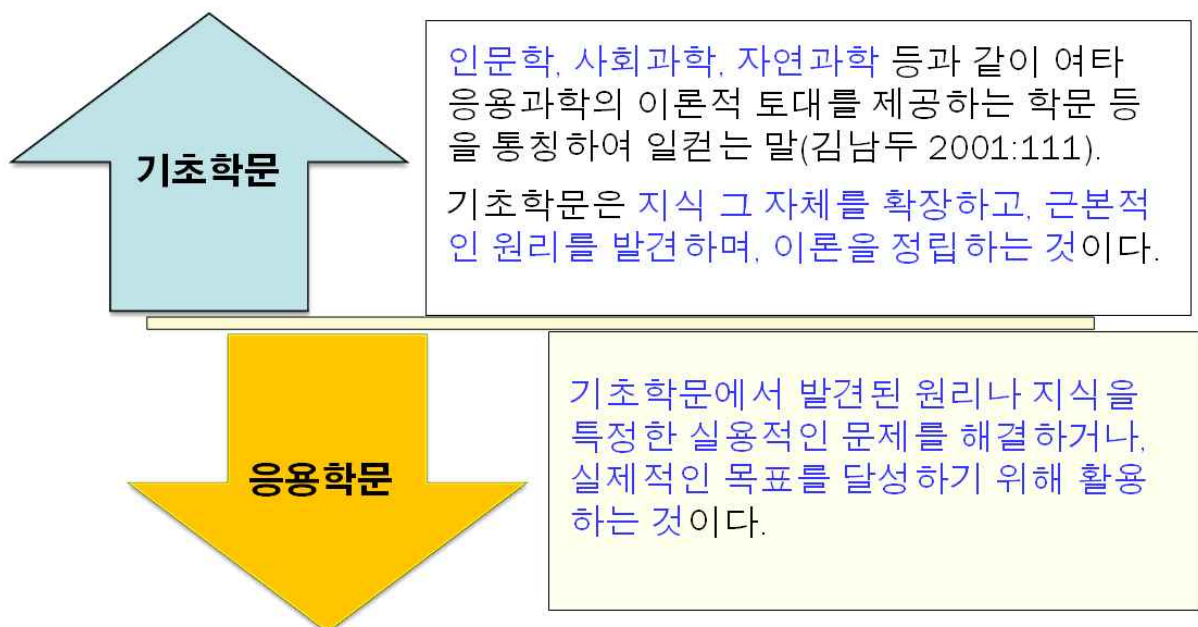 기초학문
인문학, 사회과학, 자연과학 등과 같이 여타
응용과학의 이론적 토대를 제공하는 학문 등
을 통칭하여 일컫는 말(김남두 2001:111).
기초학문은 지식 그 자체를 확장하고, 근본적
인 원리를 발견하며, 이론을 정립하는 것이다.
응용학문
기초학문에서 발견된 원리나 지식을
특정한 실용적인 문제를 해결하거나,
실제적인 목표를 달성하기 위해 활용
하는 것이다.